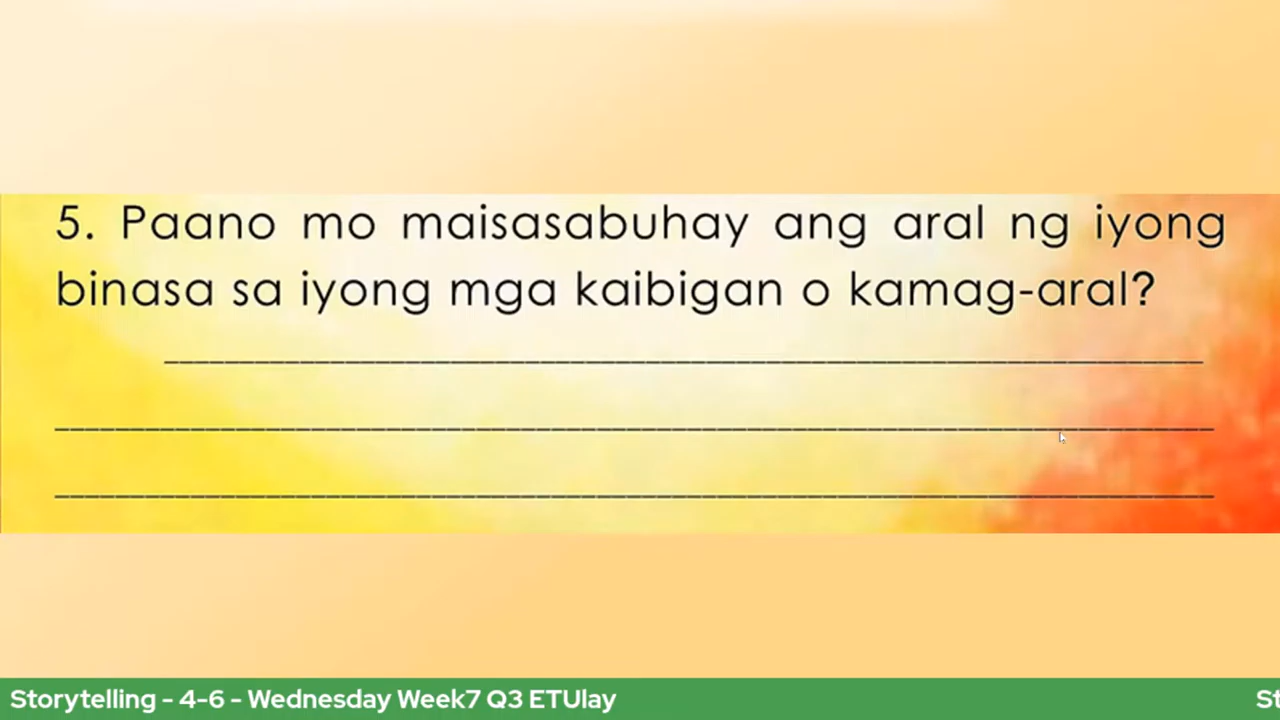 5. Paano mo maisasabuhay ang aral ng iyong
binasa sa iyong mga kaibigan o kamag-aral?
Storytelling - 4-6 - Wednesday Week7 Q3 ETUlay
St